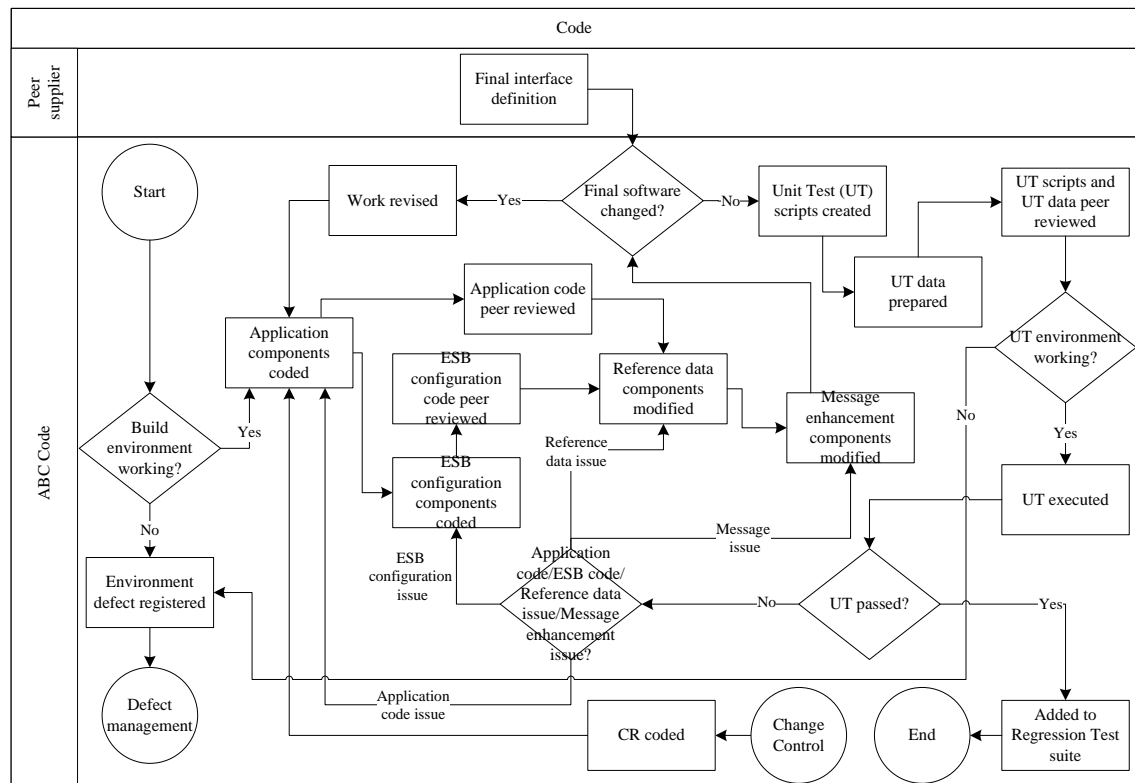 Code
Peer
supplier
Final interface
definition
ABC Code
Start
Work revised
Yes
Final software
changed?
No
Unit Test (UT)
scripts created
UT scripts and
UT data peer
reviewed
UT data
prepared
Application code
peer reviewed
Application
components
coded
ESB
configuration
code peer
reviewed
Reference data
components
modified
Message
enhancement
components
modified
UT environment
working?
No
Yes
Build
environment
working?
Yes
No
ESB
configuration
components
coded
Reference
data issue
Message
issue
UT executed
ESB
configuration
issue
Application
code/ESB code/
Reference data
issue/Message
enhancement
issue?
No
UT passed?
Yes
Environment
defect registered
Defect
management
Application
code issue
CR coded
Change
Control
End
Added to
Regression Test
suite